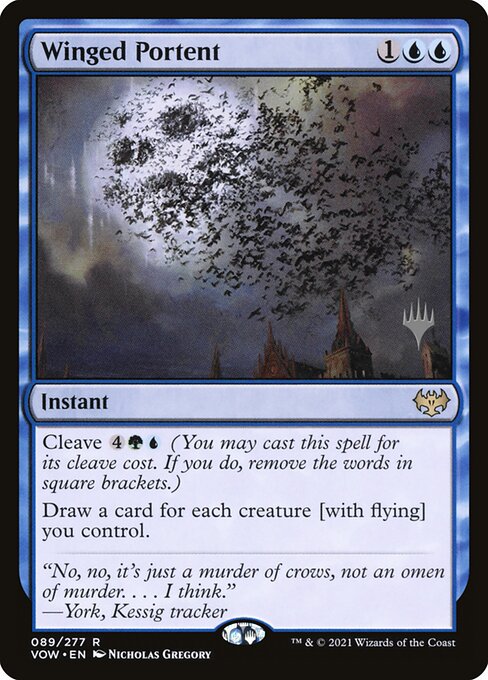 Winged Portent 1
Instant
Cleave 4 (You may cast this spell for
its cleave cost. If you do, remove the words in
square brackets.)
Draw a card for each creature [with flying]
you control.
“No, no, it’s just a murder of crows, not an omen
of murder. . . . I think.”
—York, Kessig tracker
089/277 R
VOW • EN Nicholas Gregory
™ & © 2021 Wizards of the Coast